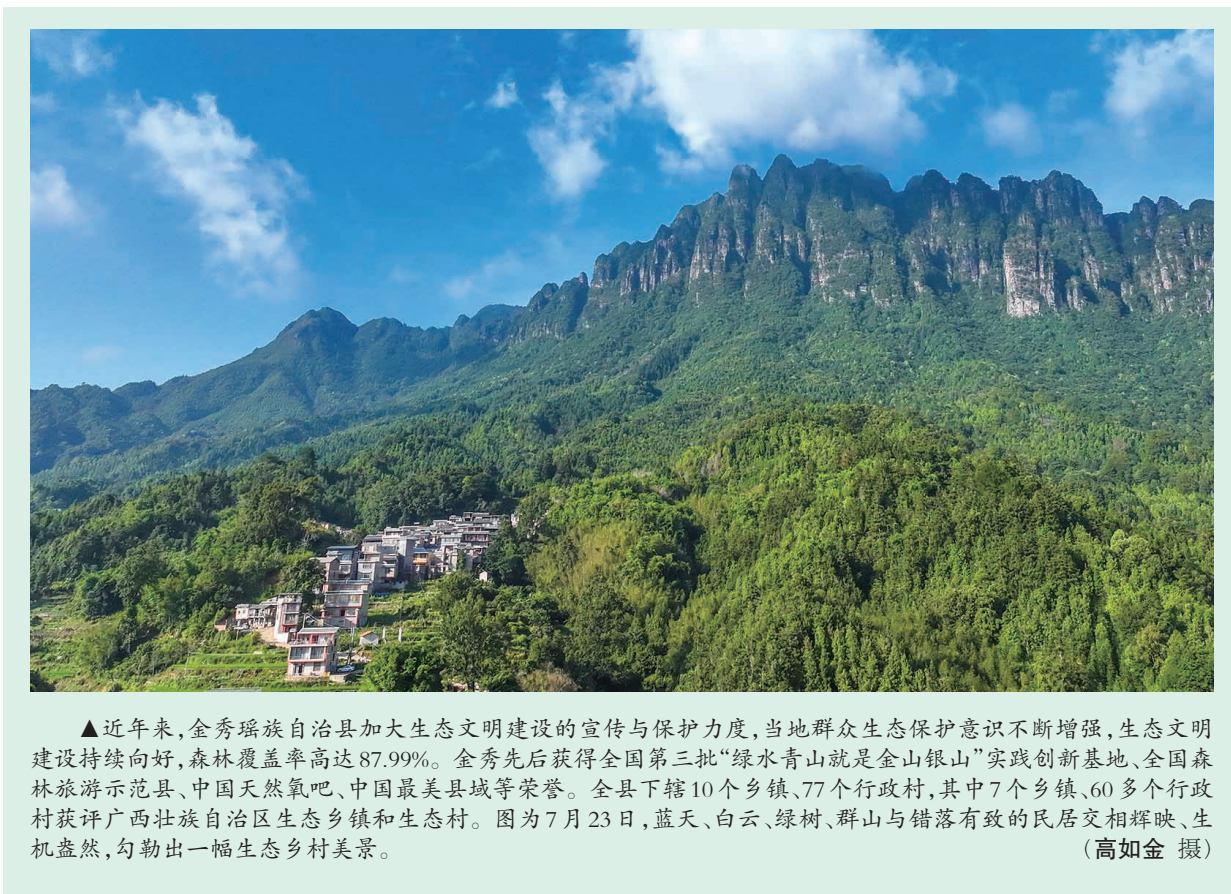 ▲近年来,金秀瑶族自治县加大生态文明建设的宣传与保护力度,当地群众生态保护意识不断增强,生态文明
建设持续向好,森林覆盖率高达87.99%。金秀先后获得全国第三批“绿水青山就是金山银山”实践创新基地、全国森
林旅游示范县、中国天然氧吧、中国最美县域等荣誉。全县下辖10个乡镇、77个行政村,其中7个乡镇、60多个行政
村获评广西壮族自治区生态乡镇和生态村。图为7月23日,蓝天、白云、绿树、群山与错落有致的民居交相辉映、生
机盎然,勾勒出一幅生态乡村美景。 (高如金 摄)